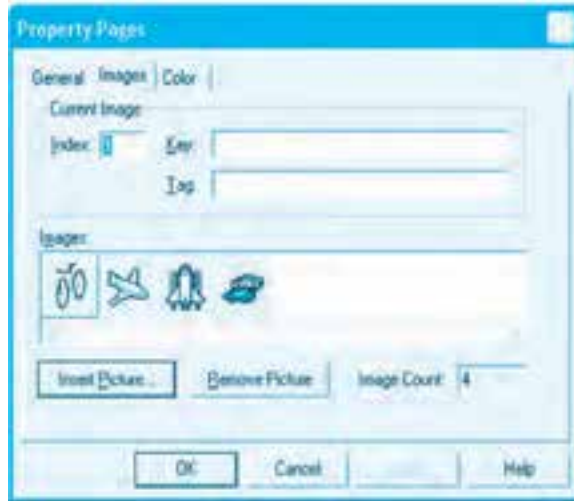 Property Pages
General Images Color
Current Image
Index: 1 Key:
Tag:
Images:
Insert Picture... Remove Picture Image Count: 4
OK Cancel Help